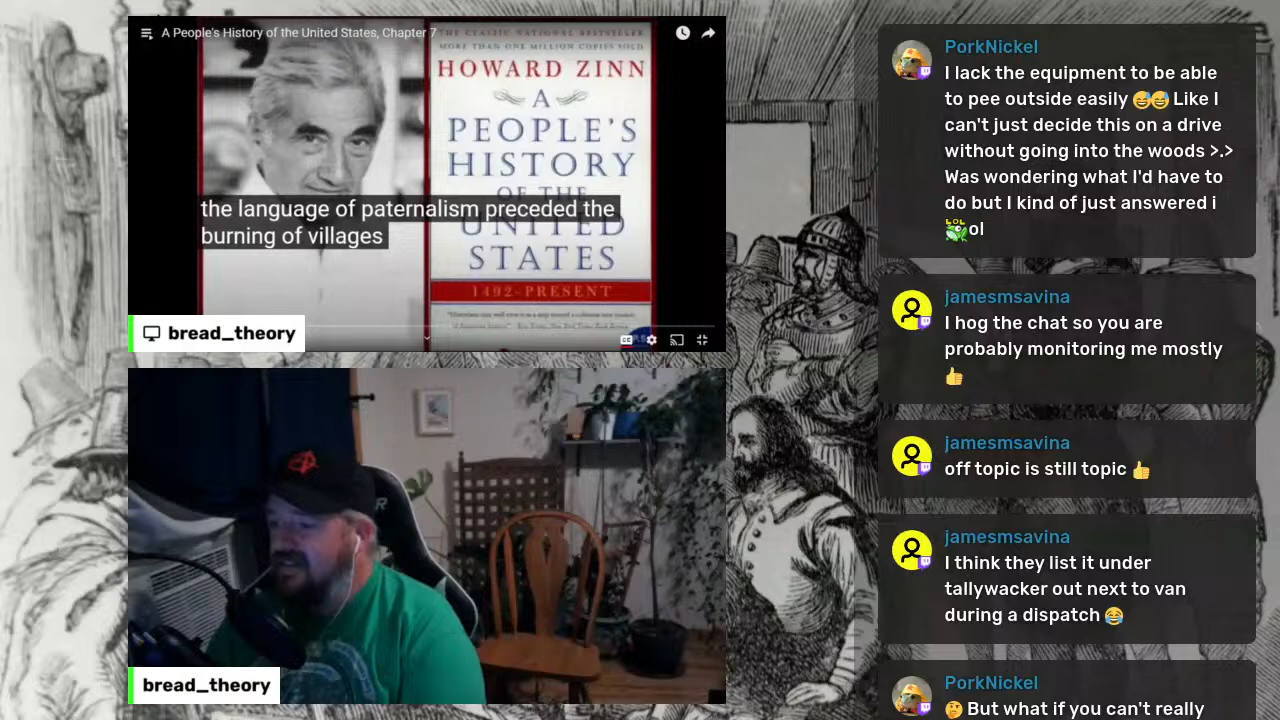 A People's History of the United States, Chapter 7
THE CLASSIC NATIONAL BESTSELLER
MORE THAN ONE MILLION COPIES SOLD
HOWARD ZINN
A
PEOPLE'S
HISTORY
OF THE
UNITED
STATES
1492–PRESENT
the language of paternalism preceded the
burning of villages
bread_theory
CC
bread_theory
PorkNickel
I lack the equipment to be able
to pee outside easily 😅😅 Like I
can't just decide this on a drive
without going into the woods >.>
Was wondering what I'd have to
do but I kind of just answered i
LOL
ol
jamesmsavina
I hog the chat so you are
probably monitoring me mostly
👍
jamesmsavina
off topic is still topic 👍
jamesmsavina
I think they list it under
tallywacker out next to van
during a dispatch 😂
PorkNickel
🤔 But what if you can't really